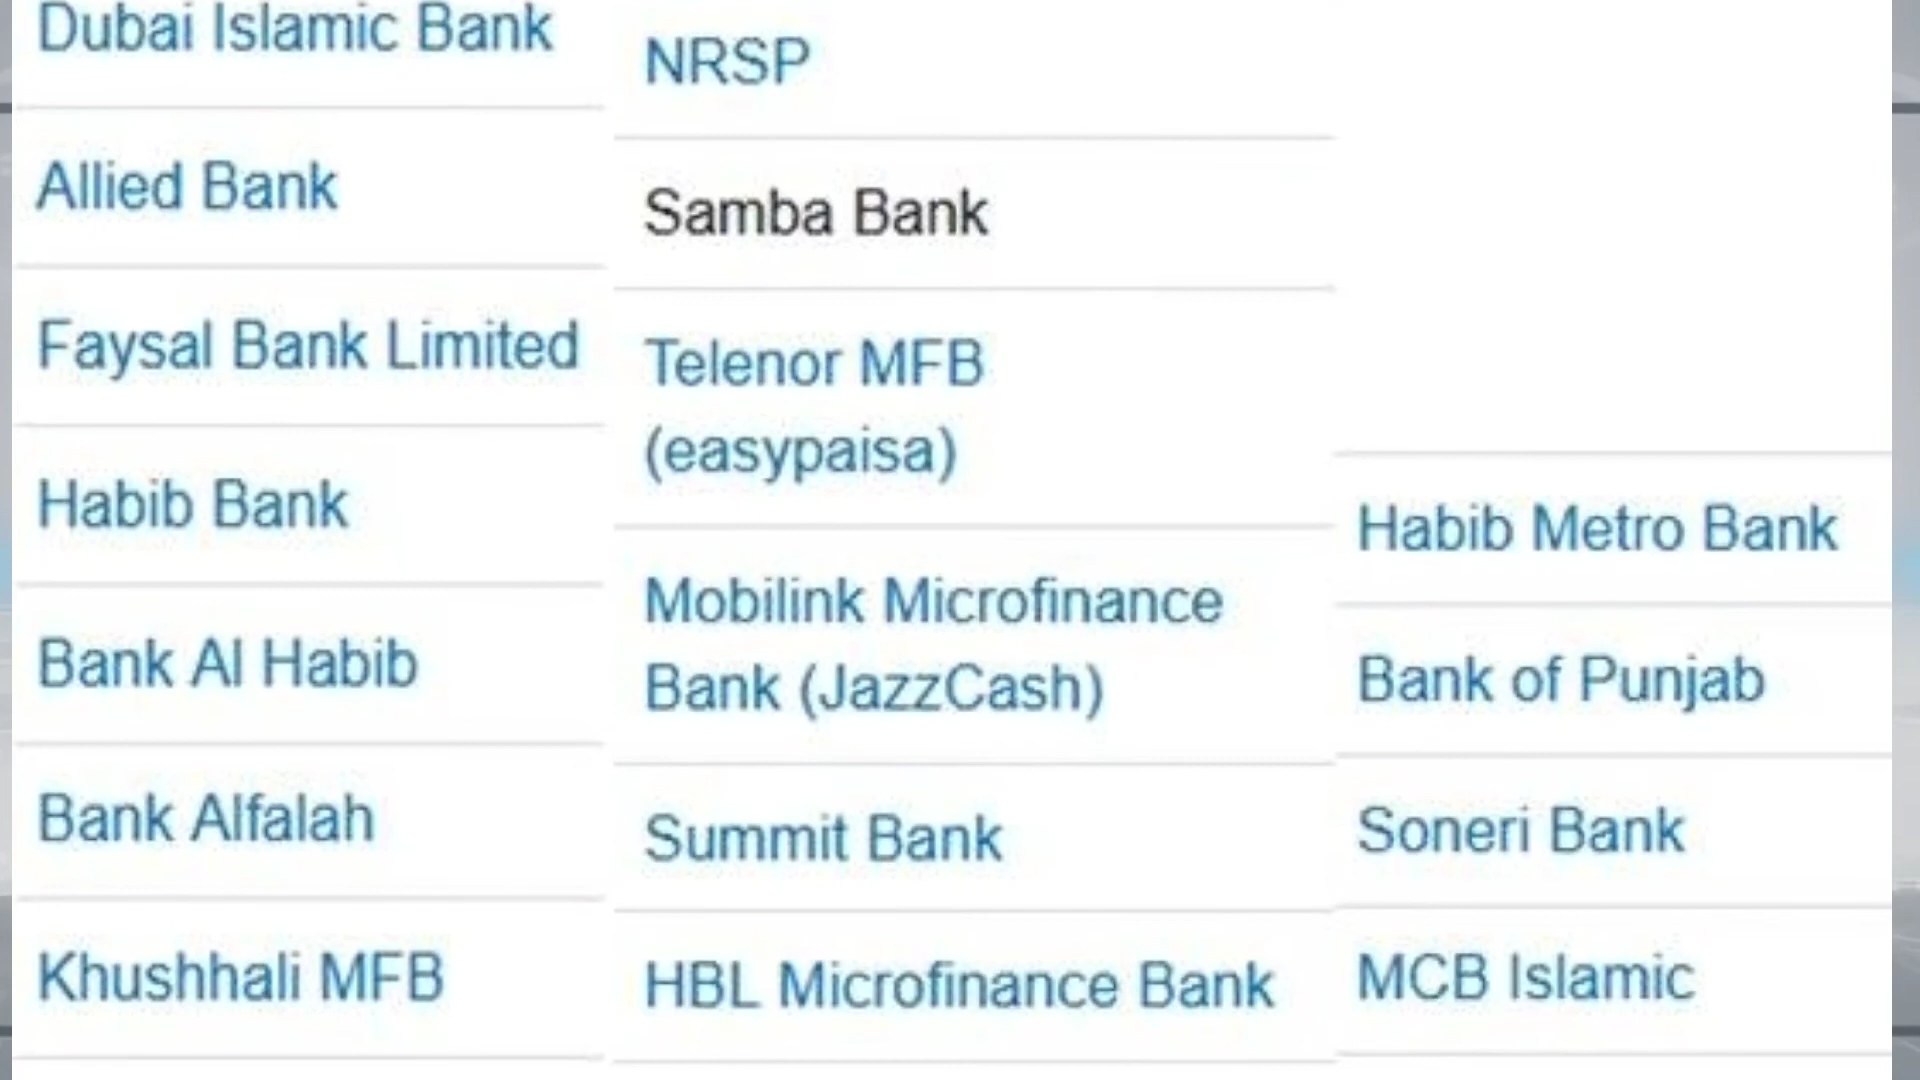 Dubai Islamic Bank
Allied Bank
Faysal Bank Limited
Habib Bank
Bank Al Habib
Bank Alfalah
Khushhali MFB
NRSP
Samba Bank
Telenor MFB
(easypaisa)
Mobilink Microfinance
Bank (JazzCash)
Summit Bank
HBL Microfinance Bank
Habib Metro Bank
Bank of Punjab
Soneri Bank
MCB Islamic